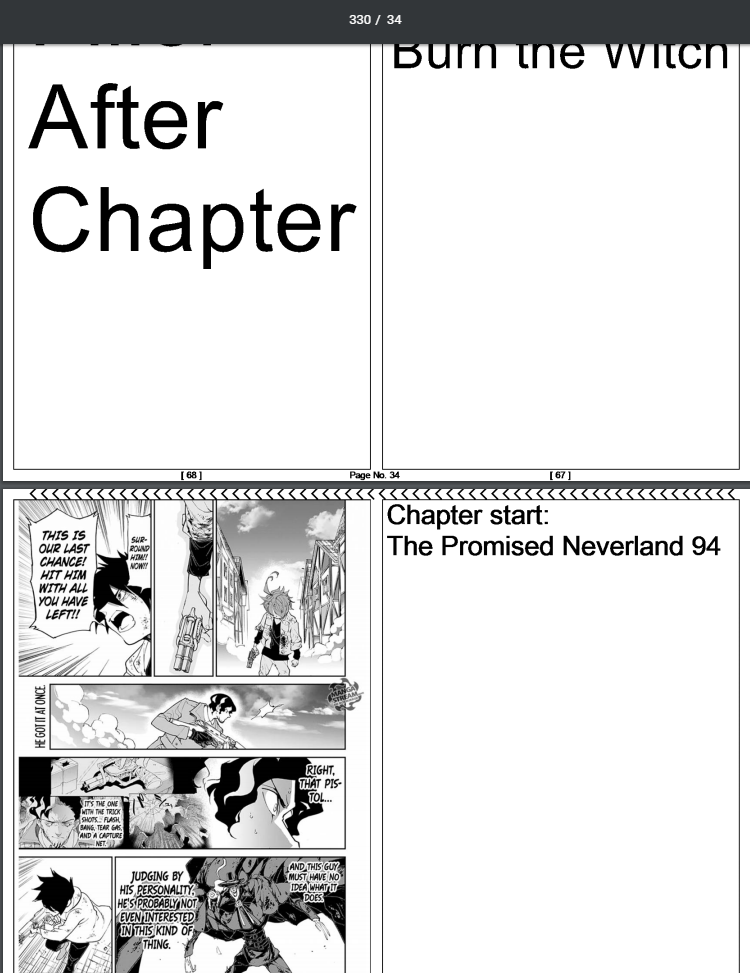 330 / 34
After
Chapter
Burn the Witch
[ 68 ]
Page No. 34
[ 67 ]
THIS IS
OUR LAST
CHANCE!
HIT HIM
WITH ALL
YOU HAVE
LEFT!!
SUR-
ROUND
HIM!!
NOW!!
HE GOT IT AT ONCE.
MANGA
STREAM
RIGHT,
THAT PIS-
TOL...
IT'S THE ONE
WITH THE TRICK
SHOTS... FLASH,
BANG, TEAR GAS,
AND A CAPTURE
NET.
JUDGING BY
HIS PERSONALITY,
HE'S PROBABLY NOT
EVEN INTERESTED
IN THIS KIND OF
THING.
AND THIS GUY
MUST HAVE NO
IDEA WHAT IT
DOES.
Chapter start:
The Promised Neverland 94